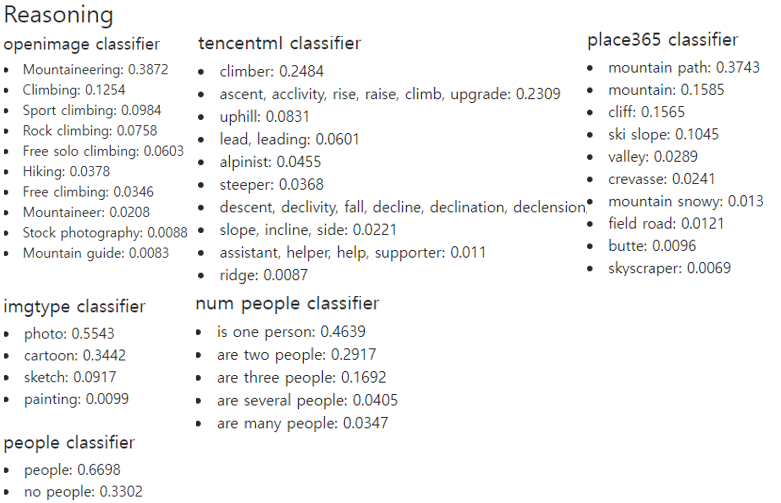 Reasoning
openimage classifier
Mountaineering: 0.3872
Climbing: 0.1254
Sport climbing: 0.0984
Rock climbing: 0.0758
Free solo climbing: 0.0603
Hiking: 0.0378
Free climbing: 0.0346
Mountaineer: 0.0208
Stock photography: 0.0088
Mountain guide: 0.0083
tencentml classifier
climber: 0.2484
ascent, acclivity, rise, raise, climb, upgrade: 0.2309
uphill: 0.0831
lead, leading: 0.0601
alpinist: 0.0455
steeper: 0.0368
descent, declivity, fall, decline, declination, declension,
slope, incline, side: 0.0221
assistant, helper, help, supporter: 0.011
ridge: 0.0087
place365 classifier
mountain path: 0.3743
mountain: 0.1585
cliff: 0.1565
ski slope: 0.1045
valley: 0.0289
crevasse: 0.0241
mountain snowy: 0.013
field road: 0.0121
butte: 0.0096
skyscraper: 0.0069
imgtype classifier
photo: 0.5543
cartoon: 0.3442
sketch: 0.0917
painting: 0.0099
num people classifier
is one person: 0.4639
are two people: 0.2917
are three people: 0.1692
are several people: 0.0405
are many people: 0.0347
people classifier
people: 0.6698
no people: 0.3302